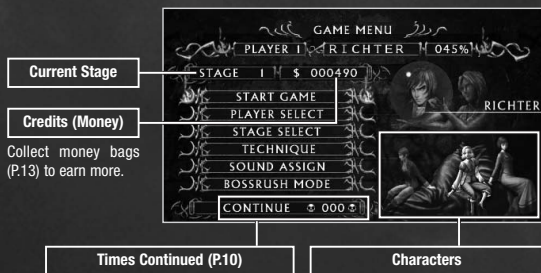 GAME MENU
PLAYER 1 RICHTER 045%
Current Stage
STAGE 1 $ 000490
START GAME
RICHTER
PLAYER SELECT
Credits (Money)
STAGE SELECT
Collect money bags
(P.13) to earn more.
TECHNIQUE
SOUND ASSIGN
BOSSRUSH MODE
CONTINUE 000
Times Continued (P.10)
Characters